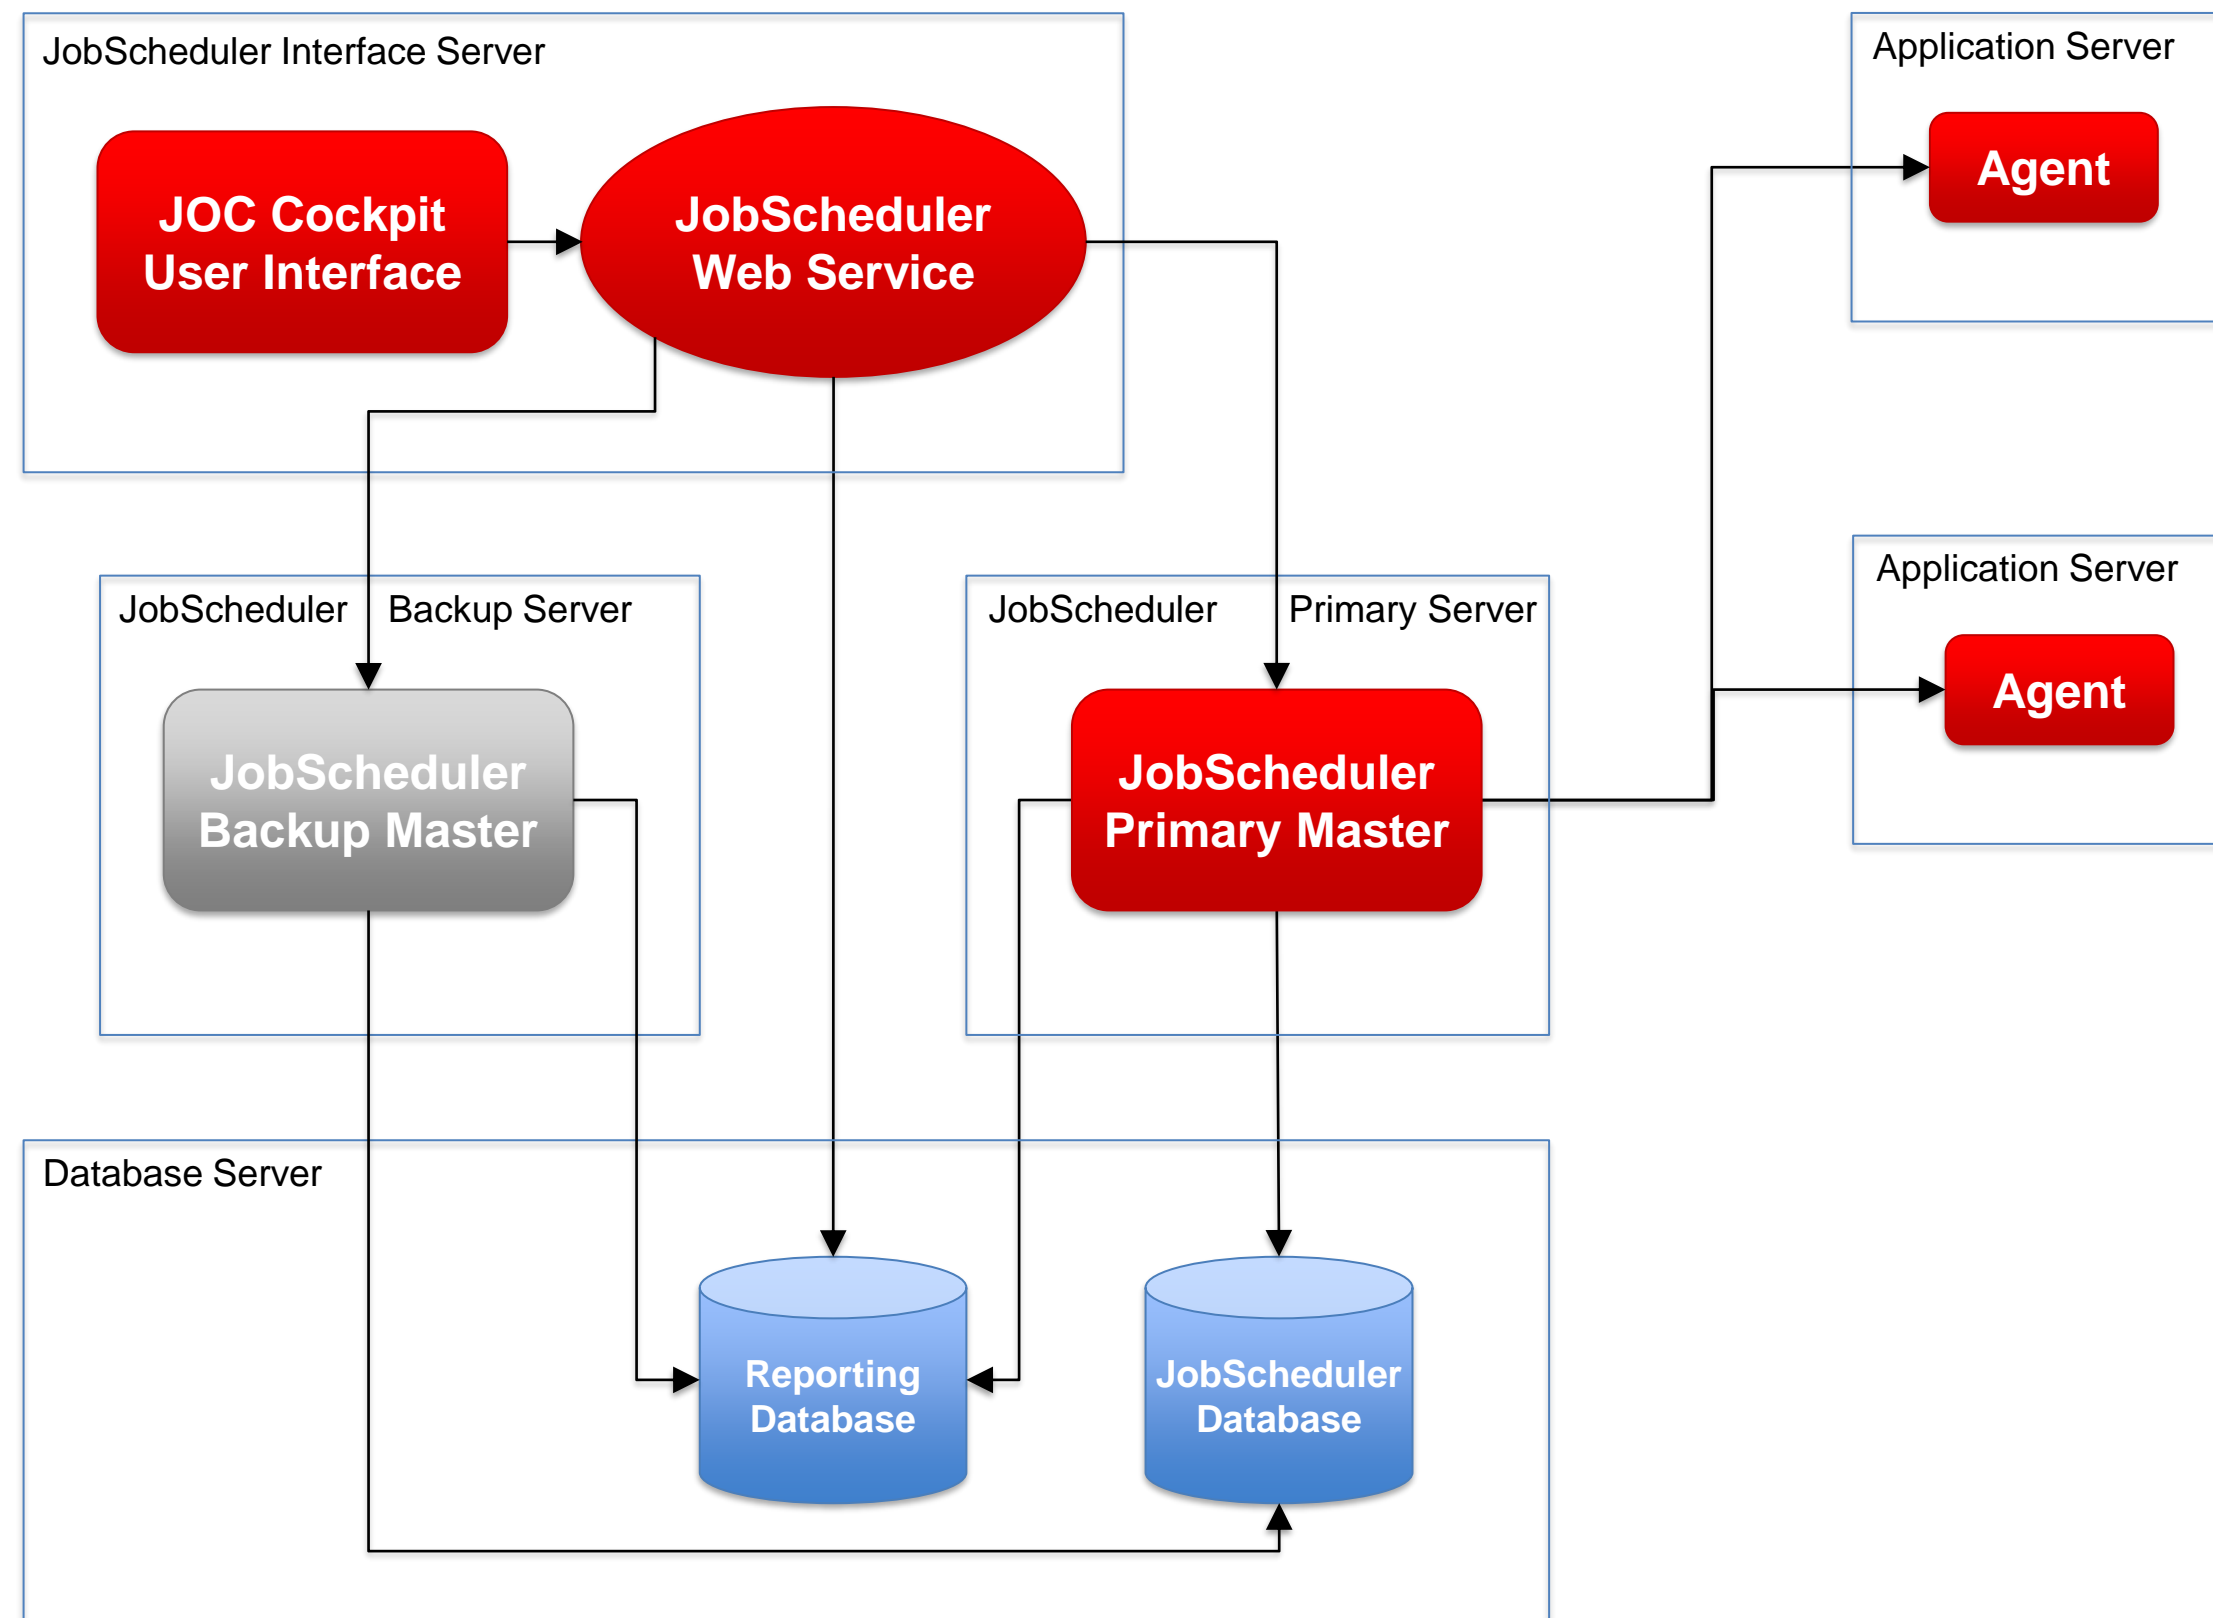 JobScheduler Interface Server
JOC Cockpit
User Interface
JobScheduler
Web Service
Application Server
Agent
Application Server
Agent
JobScheduler Backup Server
JobScheduler
Backup Master
JobScheduler Primary Server
JobScheduler
Primary Master
Database Server
Reporting
Database
JobScheduler
Database